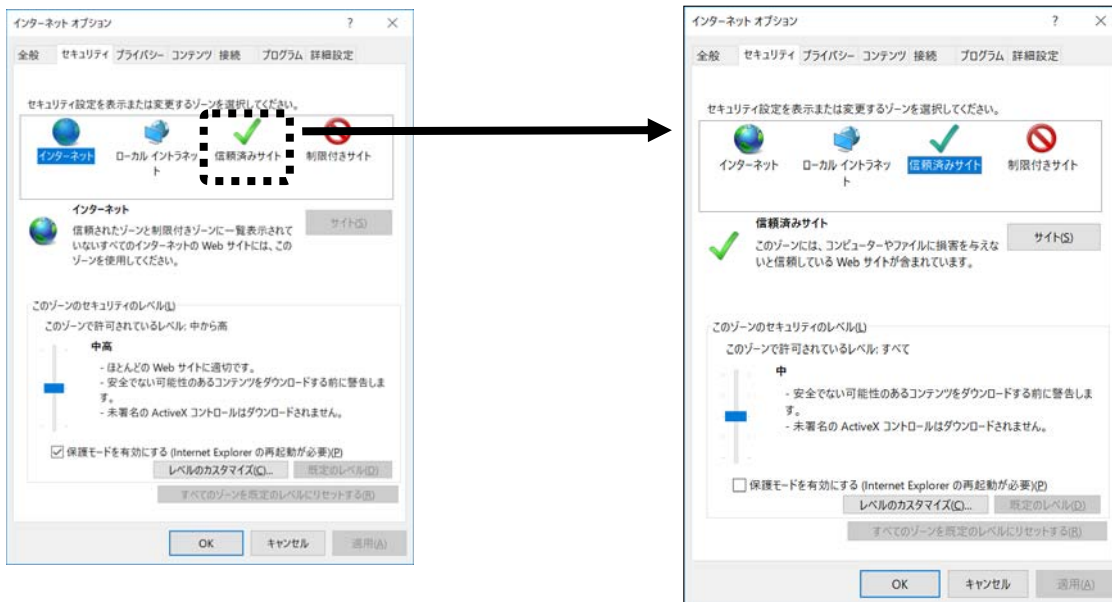 インターネット オプション
? ×
全般 セキュリティ プライバシー コンテンツ 接続 プログラム 詳細設定
セキュリティ設定を表示または変更するゾーンを選択してください。
インターネット
ローカル イントラネッ
ト
信頼済みサイト
制限付きサイト
インターネット
サイト(S)
信頼されたゾーンと制限付きゾーンに一覧表示されて
いないすべてのインターネットの Web サイトには、この
ゾーンを使用してください。
このゾーンのセキュリティのレベル(L)
このゾーンで許可されているレベル: 中から高
中高
- ほとんどの Web サイトに適切です。
- 安全でない可能性のあるコンテンツをダウンロードする前に警告しま
す。
- 未署名の ActiveX コントロールはダウンロードされません。
保護モードを有効にする (Internet Explorer の再起動が必要)(P)
レベルのカスタマイズ(C)... 既定のレベル(D)
すべてのゾーンを既定のレベルにリセットする(R)
OK キャンセル 適用(A)
インターネット オプション
? ×
全般 セキュリティ プライバシー コンテンツ 接続 プログラム 詳細設定
セキュリティ設定を表示または変更するゾーンを選択してください。
インターネット
ローカル イントラネッ
ト
信頼済みサイト
制限付きサイト
信頼済みサイト
サイト(S)
このゾーンには、コンピューターやファイルに損害を与えな
いと信頼している Web サイトが含まれています。
このゾーンのセキュリティのレベル(L)
このゾーンで許可されているレベル: すべて
中
- 安全でない可能性のあるコンテンツをダウンロードする前に警告しま
す。
- 未署名の ActiveX コントロールはダウンロードされません。
保護モードを有効にする (Internet Explorer の再起動が必要)(P)
レベルのカスタマイズ(C)... 既定のレベル(D)
すべてのゾーンを既定のレベルにリセットする(R)
OK キャンセル 適用(A)